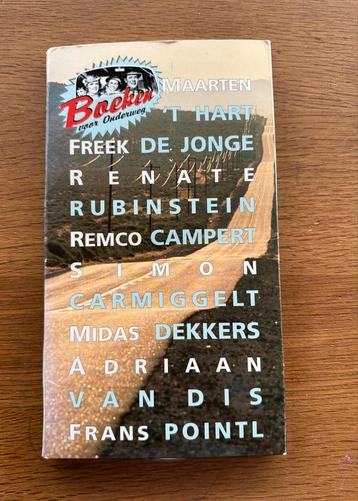 Boeken
voor Onderweg
MAARTEN
'T HART
FREEK DE JONGE
RENATE
RUBINSTEIN
REMCO CAMPERT
SIMON
CARMIGGELT
MIDAS DEKKERS
ADRIAAN
VAN DIS
FRANS POINTL